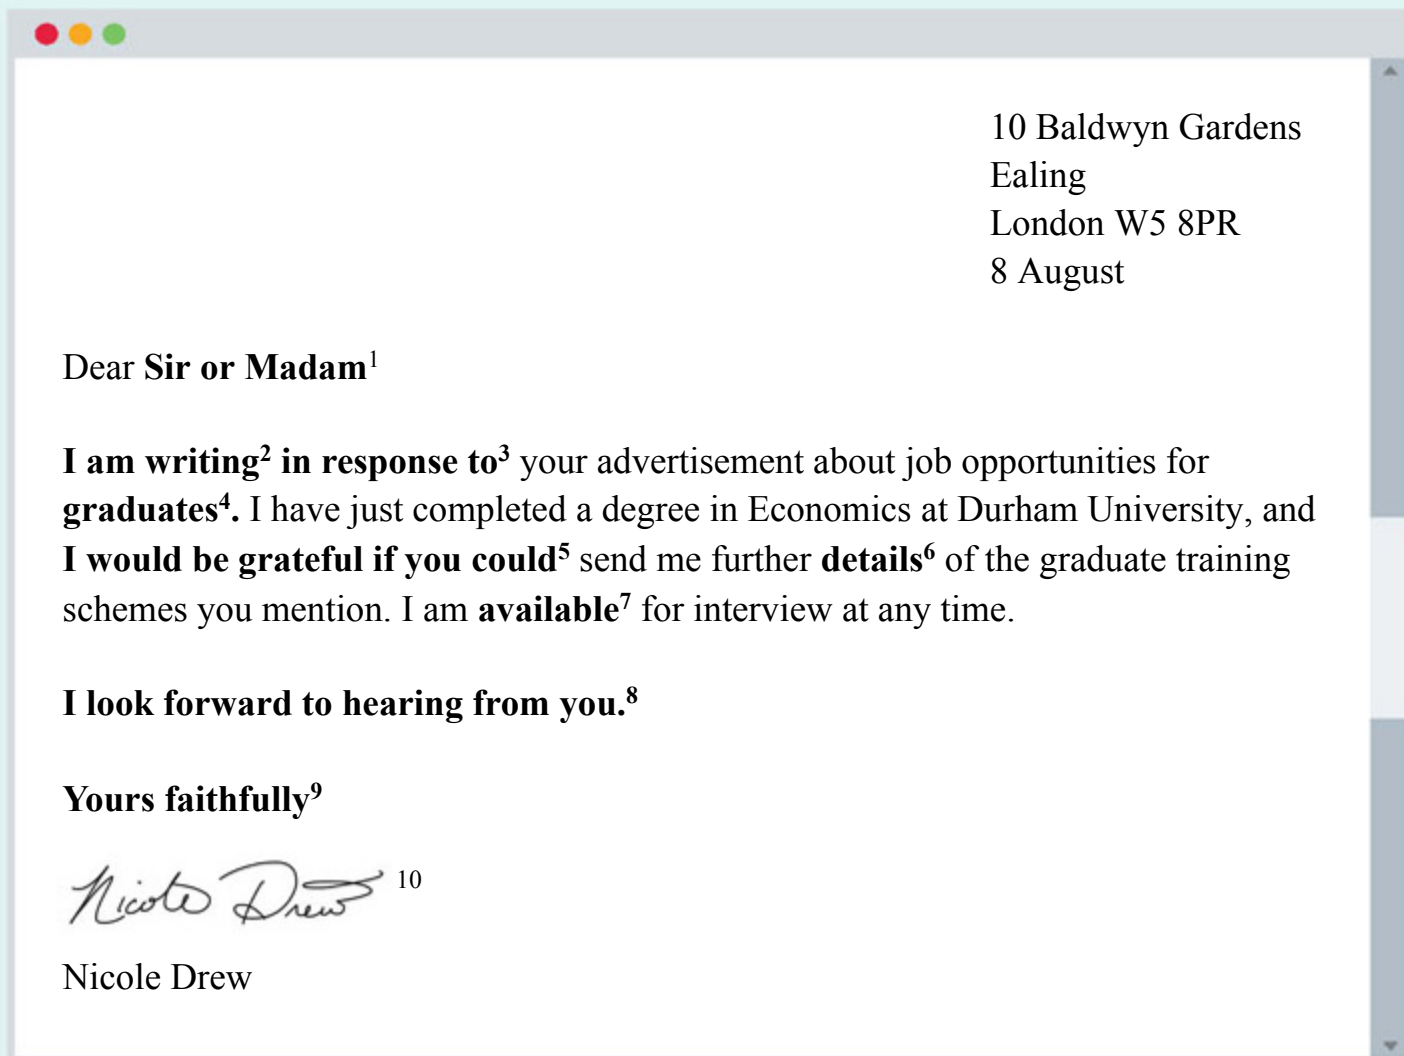 10 Baldwyn Gardens
Ealing
London W5 8PR
8 August
Dear Sir or Madam¹
I am writing² in response to³ your advertisement about job opportunities for
graduates⁴. I have just completed a degree in Economics at Durham University, and
I would be grateful if you could⁵ send me further details⁶ of the graduate training
schemes you mention. I am available⁷ for interview at any time.
I look forward to hearing from you.⁸
Yours faithfully⁹
Nicole Drew ¹⁰
Nicole Drew